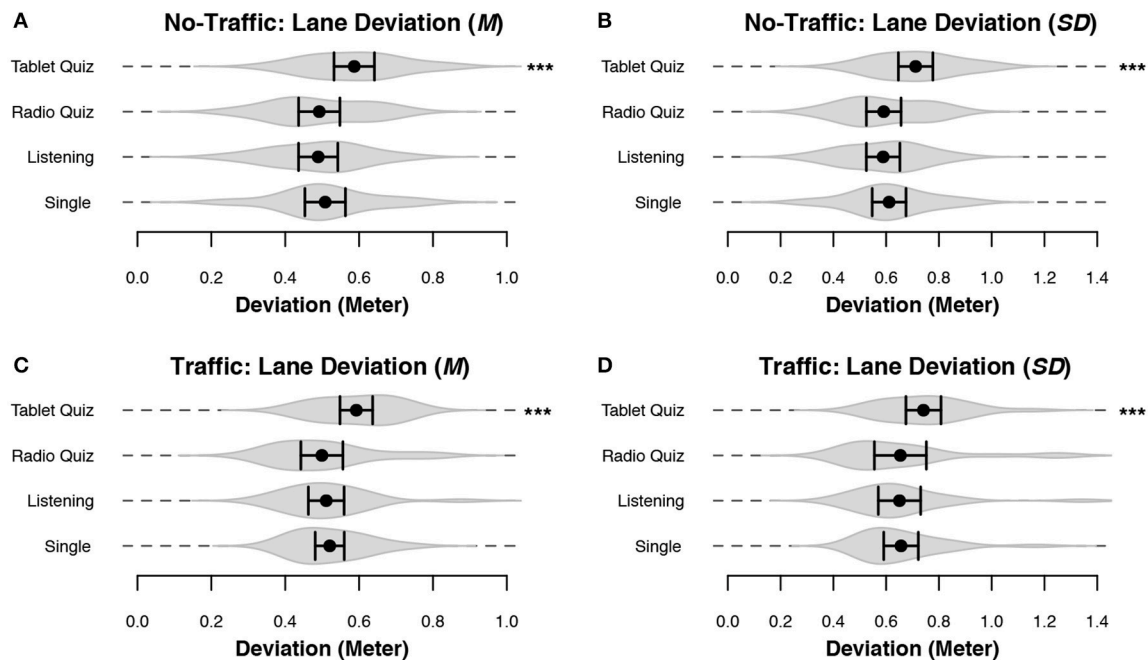 A
No-Traffic: Lane Deviation (M)
Tablet Quiz
***
Radio Quiz
Listening
Single
0.0 0.2 0.4 0.6 0.8 1.0
Deviation (Meter)
B
No-Traffic: Lane Deviation (SD)
Tablet Quiz
***
Radio Quiz
Listening
Single
0.0 0.2 0.4 0.6 0.8 1.0 1.2 1.4
Deviation (Meter)
C
Traffic: Lane Deviation (M)
Tablet Quiz
***
Radio Quiz
Listening
Single
0.0 0.2 0.4 0.6 0.8 1.0
Deviation (Meter)
D
Traffic: Lane Deviation (SD)
Tablet Quiz
***
Radio Quiz
Listening
Single
0.0 0.2 0.4 0.6 0.8 1.0 1.2 1.4
Deviation (Meter)